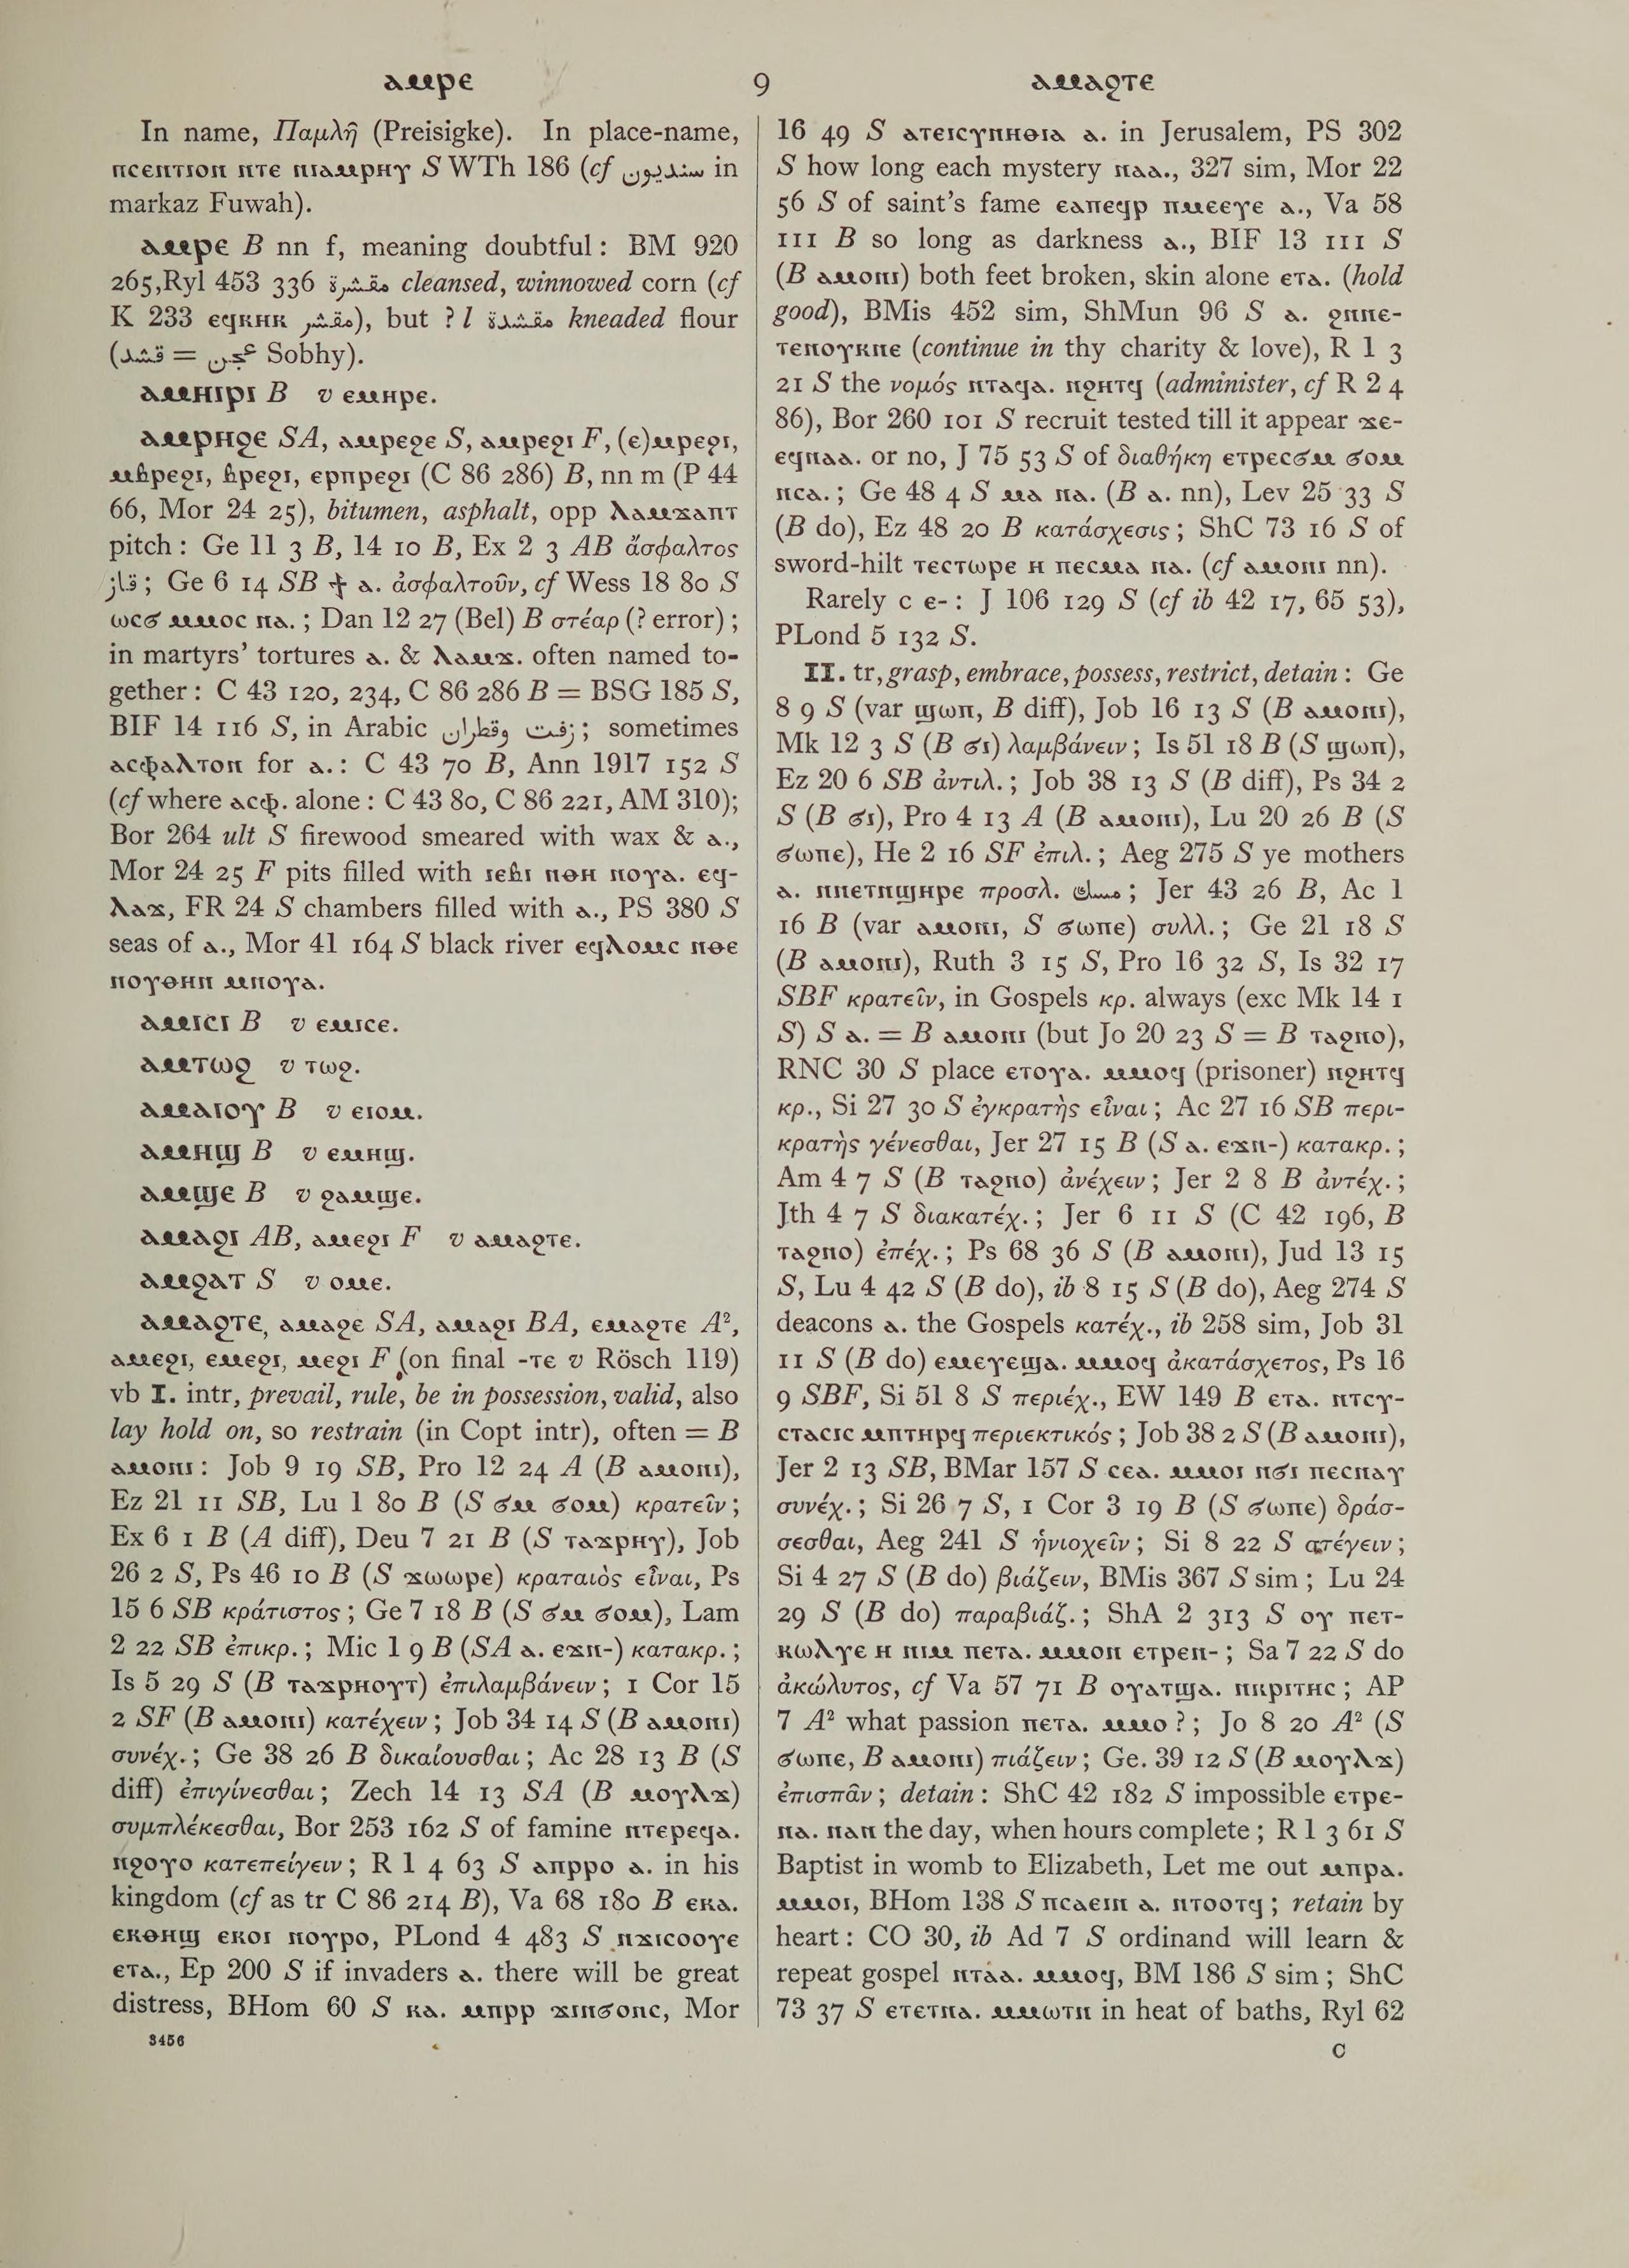 ⲁⲙⲣⲉ 9 ⲁⲙⲁϩⲧⲉ
In name, Παμλῆ (Preisigke). In place-name,
ⲡⲥⲉⲛⲧⲓⲟⲛ ⲛⲧⲉ ⲡⲓⲁⲙⲣⲏⲩ S WTh 186 (cf سنديون in
markaz Fuwah).
ⲁⲙⲣⲉ B nn f, meaning doubtful: BM 920
265, Ryl 453 336 مقشرة cleansed, winnowed corn (cf
K 233 ⲉϥⲕⲏⲕ مقشر), but ? l مقشدة kneaded flour
(قشد = عجن Sobhy).
ⲁⲙⲏⲓⲣⲓ B v ⲉⲙⲏⲣⲉ.
ⲁⲙⲣⲏϩⲉ SA, ⲁⲙⲣⲉϩⲉ S, ⲁⲙⲣⲉϩⲓ F, (ⲉ)ⲙⲣⲉϩⲓ,
ⲙⲃⲣⲉϩⲓ, ⲃⲣⲉϩⲓ, ⲉⲣⲡⲣⲉϩⲓ (C 86 286) B, nn m (P 44
66, Mor 24 25), bitumen, asphalt, opp ⲗⲁⲙϫⲁⲡⲧ
pitch: Ge 11 3 B, 14 10 B, Ex 2 3 AB ἄσφαλτος
قار; Ge 6 14 SB ϯ ⲁ. ἀσφαλτοῦν, cf Wess 18 80 S
ⲱⲥϭ ⲙⲙⲟⲥ ⲛⲁ.; Dan 12 27 (Bel) B στέαρ (? error);
in martyrs' tortures ⲁ. & ⲗⲁⲙϫ. often named to-
gether: C 43 120, 234, C 86 286 B = BSG 185 S,
BIF 14 116 S, in Arabic زفت وقطران; sometimes
ⲁⲥⲫⲁⲗⲧⲟⲛ for ⲁ.: C 43 70 B, Ann 1917 152 S
(cf where ⲁⲥⲫ. alone: C 43 80, C 86 221, AM 310);
Bor 264 ult S firewood smeared with wax & ⲁ.,
Mor 24 25 F pits filled with ⲓⲉⲃⲓ ⲛⲑⲏ ⲛⲟⲩⲁ. ⲉϥ-
ⲗⲁϫ, FR 24 S chambers filled with ⲁ., PS 380 S
seas of ⲁ., Mor 41 164 S black river ⲉϥⲗⲟⲙⲥ ⲛⲑⲉ
ⲛⲟⲩⲑⲏⲛ ⲙⲛⲟⲩⲁ.
ⲁⲙⲓⲥⲓ B v ⲉⲙⲓⲥⲉ.
ⲁⲙⲧⲱϩ v ⲧⲱϩ.
ⲁⲙⲁⲓⲟⲩ B v ⲉⲓⲟⲙ.
ⲁⲙⲏϣ B v ⲉⲙⲏϣ.
ⲁⲙϣⲉ B v ϩⲁⲙϣⲉ.
ⲁⲙⲁϩⲓ AB, ⲁⲙⲉϩⲓ F v ⲁⲙⲁϩⲧⲉ.
ⲁⲙϩⲁⲧ S v ⲟⲙⲉ.
ⲁⲙⲁϩⲧⲉ, ⲁⲙⲁϩⲉ SA, ⲁⲙⲁϩⲓ BA, ⲉⲙⲁϩⲧⲉ A²,
ⲁⲙⲉϩⲓ, ⲉⲙⲉϩⲓ, ⲙⲉϩⲓ F (on final -ⲧⲉ v Rösch 119)
vb I. intr, prevail, rule, be in possession, valid, also
lay hold on, so restrain (in Copt intr), often = B
ⲁⲙⲟⲛⲓ: Job 9 19 SB, Pro 12 24 A (B ⲁⲙⲟⲛⲓ),
Ez 21 11 SB, Lu 1 80 B (S ϭⲙ ϭⲟⲙ) κρατεῖν;
Ex 6 1 B (A diff), Deu 7 21 B (S ⲧⲁϫⲣⲏⲩ), Job
26 2 S, Ps 46 10 B (S ϫⲱⲱⲣⲉ) κραταιὸς εἶναι, Ps
15 6 SB κράτιστος; Ge 7 18 B (S ϭⲙ ϭⲟⲙ), Lam
2 22 SB ἐπικρ.; Mic 1 9 B (SA ⲁ. ⲉϫⲛ-) κατακρ.;
Is 5 29 S (B ⲧⲁϫⲣⲏⲟⲩⲧ) ἐπιλαμβάνειν; 1 Cor 15
2 SF (B ⲁⲙⲟⲛⲓ) κατέχειν; Job 34 14 S (B ⲁⲙⲟⲛⲓ)
συνέχ.; Ge 38 26 B δικαίουσθαι; Ac 28 13 B (S
diff) ἐπιγίνεσθαι; Zech 14 13 SA (B ⲙⲟⲩⲗϫ)
συμπλέκεσθαι, Bor 253 162 S of famine ⲛⲧⲉⲣⲉϥⲁ.
ⲛϩⲟⲩⲟ κατεπείγειν; R 1 4 63 S ⲁⲡⲣⲣⲟ ⲁ. in his
kingdom (cf as tr C 86 214 B), Va 68 180 B ⲉⲕⲁ.
ⲉⲕⲑⲏϣ ⲉⲕⲟⲓ ⲛⲟⲩⲣⲟ, PLond 4 483 S ⲛϫⲓⲥⲟⲟⲩⲉ
ⲉⲧⲁ., Ep 200 S if invaders ⲁ. there will be great
distress, BHom 60 S ⲕⲁ. ⲙⲡⲣⲣ ϫⲓⲛϭⲟⲛⲥ, Mor
3456
16 49 S ⲁⲧⲉⲓⲥⲩⲛⲏⲑⲓⲁ ⲁ. in Jerusalem, PS 302
S how long each mystery ⲛⲁⲁ., 327 sim, Mor 22
56 S of saint's fame ⲉⲁⲡⲉϥⲣ ⲡⲙⲉⲉⲩⲉ ⲁ., Va 58
111 B so long as darkness ⲁ., BIF 13 111 S
(B ⲁⲙⲟⲛⲓ) both feet broken, skin alone ⲉⲧⲁ. (hold
good), BMis 452 sim, ShMun 96 S ⲁ. ϩⲛⲛⲉ-
ⲧⲉⲛⲟⲩⲕⲛⲉ (continue in thy charity & love), R 1 3
21 S the νομός ⲛⲧⲁϥⲁ. ⲛϩⲏⲧϥ (administer, cf R 2 4
86), Bor 260 101 S recruit tested till it appear ϫⲉ-
ⲉϥⲛⲁⲁ. or no, J 75 53 S of διαθήκη ⲉⲧⲣⲉⲥϭⲙ ϭⲟⲙ
ⲛⲥⲁ.; Ge 48 4 S ⲙⲁ ⲛⲁ. (B ⲁ. nn), Lev 25 33 S
(B do), Ez 48 20 B κατάσχεσις; ShC 73 16 S of
sword-hilt ⲧⲉⲥⲧⲱⲣⲉ ⲏ ⲡⲉⲥⲙⲁ ⲛⲁ. (cf ⲁⲙⲟⲛⲓ nn).
Rarely c ⲉ-: J 106 129 S (cf ib 42 17, 65 53),
PLond 5 132 S.
II. tr, grasp, embrace, possess, restrict, detain: Ge
8 9 S (var ϣⲱⲡ, B diff), Job 16 13 S (B ⲁⲙⲟⲛⲓ),
Mk 12 3 S (B ϭⲓ) λαμβάνειν; Is 51 18 B (S ϣⲱⲡ),
Ez 20 6 SB ἀντιλ.; Job 38 13 S (B diff), Ps 34 2
S (B ϭⲓ), Pro 4 13 A (B ⲁⲙⲟⲛⲓ), Lu 20 26 B (S
ϭⲱⲡⲉ), He 2 16 SF ἐπιλ.; Aeg 275 S ye mothers
ⲁ. ⲛⲛⲉⲧⲛϣⲏⲣⲉ προσλ. مسك; Jer 43 26 B, Ac 1
16 B (var ⲁⲙⲟⲛⲓ, S ϭⲱⲡⲉ) συλλ.; Ge 21 18 S
(B ⲁⲙⲟⲛⲓ), Ruth 3 15 S, Pro 16 32 S, Is 32 17
SBF κρατεῖν, in Gospels κρ. always (exc Mk 14 1
S) S ⲁ. = B ⲁⲙⲟⲛⲓ (but Jo 20 23 S = B ⲧⲁϩⲛⲟ),
RNC 30 S place ⲉⲧⲟⲩⲁ. ⲙⲙⲟϥ (prisoner) ⲛϩⲏⲧϥ
κρ., Si 27 30 S ἐγκρατὴς εἶναι; Ac 27 16 SB περι-
κρατὴς γένεσθαι, Jer 27 15 B (S ⲁ. ⲉϫⲛ-) κατακρ.;
Am 4 7 S (B ⲧⲁϩⲛⲟ) ἀνέχειν; Jer 2 8 B ἀντέχ.;
Jth 4 7 S διακατέχ.; Jer 6 11 S (C 42 196, B
ⲧⲁϩⲛⲟ) ἐπέχ.; Ps 68 36 S (B ⲁⲙⲟⲛⲓ), Jud 13 15
S, Lu 4 42 S (B do), ib 8 15 S (B do), Aeg 274 S
deacons ⲁ. the Gospels κατέχ., ib 258 sim, Job 31
11 S (B do) ⲉⲙⲉⲩⲉϣⲁ. ⲙⲙⲟϥ ἀκατάσχετος, Ps 16
9 SBF, Si 51 8 S περιέχ., EW 149 B ⲉⲧⲁ. ⲛⲧⲥⲩ-
ⲥⲧⲁⲥⲓⲥ ⲙⲡⲧⲏⲣϥ περιεκτικός; Job 38 2 S (B ⲁⲙⲟⲛⲓ),
Jer 2 13 SB, BMar 157 S ⲥⲉⲁ. ⲙⲙⲟⲓ ⲛϭⲓ ⲡⲉⲥⲛⲁⲩ
συνέχ.; Si 26 7 S, 1 Cor 3 19 B (S ϭⲱⲡⲉ) δράσ-
σεσθαι, Aeg 241 S ἡνιοχεῖν; Si 8 22 S στέγειν;
Si 4 27 S (B do) βιάζειν, BMis 367 S sim; Lu 24
29 S (B do) παραβιάζ.; ShA 2 313 S ⲟⲩ ⲡⲉⲧ-
ⲕⲱⲗⲩⲉ ⲏ ⲛⲓⲙ ⲡⲉⲧⲁ. ⲙⲙⲟⲛ ⲉⲧⲣⲉⲛ-; Sa 7 22 S do
ἀκώλυτος, cf Va 57 71 B ⲟⲩⲁⲧϣⲁ. ⲛⲕⲣⲓⲧⲏⲥ; AP
7 A² what passion ⲡⲉⲧⲁ. ⲙⲙⲟ?; Jo 8 20 A² (S
ϭⲱⲡⲉ, B ⲁⲙⲟⲛⲓ) πιάζειν; Ge. 39 12 S (B ⲙⲟⲩⲗϫ)
ἐπισπᾶν; detain: ShC 42 182 S impossible ⲉⲧⲣⲉ-
ⲡⲁ. ⲛⲁⲛ the day, when hours complete; R 1 3 61 S
Baptist in womb to Elizabeth, Let me out ⲙⲡⲣⲁ.
ⲙⲙⲟⲓ, BHom 138 S ⲡⲥⲁⲉⲓⲛ ⲁ. ⲛⲧⲟⲟⲧϥ; retain by
heart: CO 30, ib Ad 7 S ordinand will learn &
repeat gospel ⲛⲧⲁⲁ. ⲙⲙⲟϥ, BM 186 S sim; ShC
73 37 S ⲉⲧⲉⲧⲛⲁ. ⲙⲙⲱⲧⲛ in heat of baths, Ryl 62
C